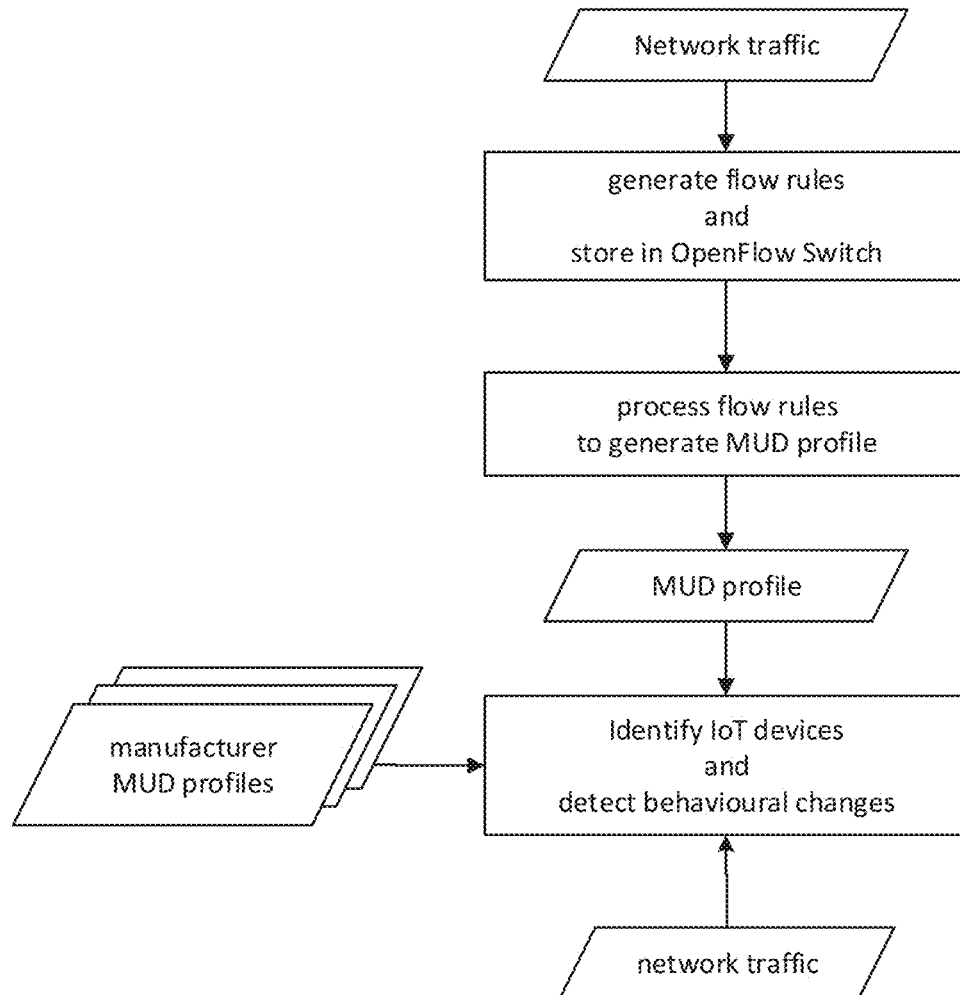 Network traffic
generate flow rules
and
store in OpenFlow Switch
process flow rules
to generate MUD profile
MUD profile
manufacturer
MUD profiles
Identify IoT devices
and
detect behavioural changes
network traffic